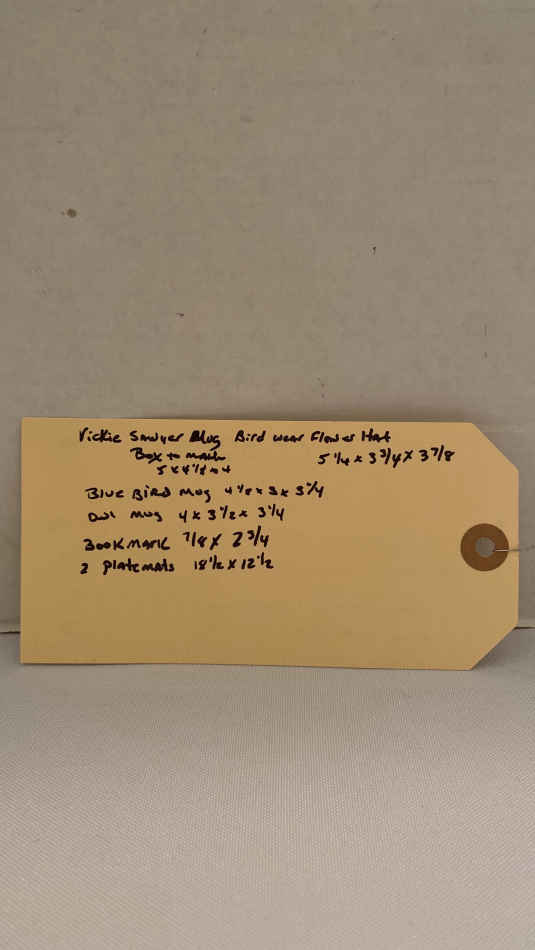 Vickie Sawyer Mug Bird wear Flower Hat
Box to match 5 1/4 x 3 3/4 x 3 7/8
5 x 4 1/2 x 4
Blue Bird mug 4 1/2 x 3 x 3 3/4
Owl mug 4 x 3 1/2 x 3 1/4
BOOKMARK 7/8 x 2 3/4
2 Platemats 18 1/2 x 12 1/2